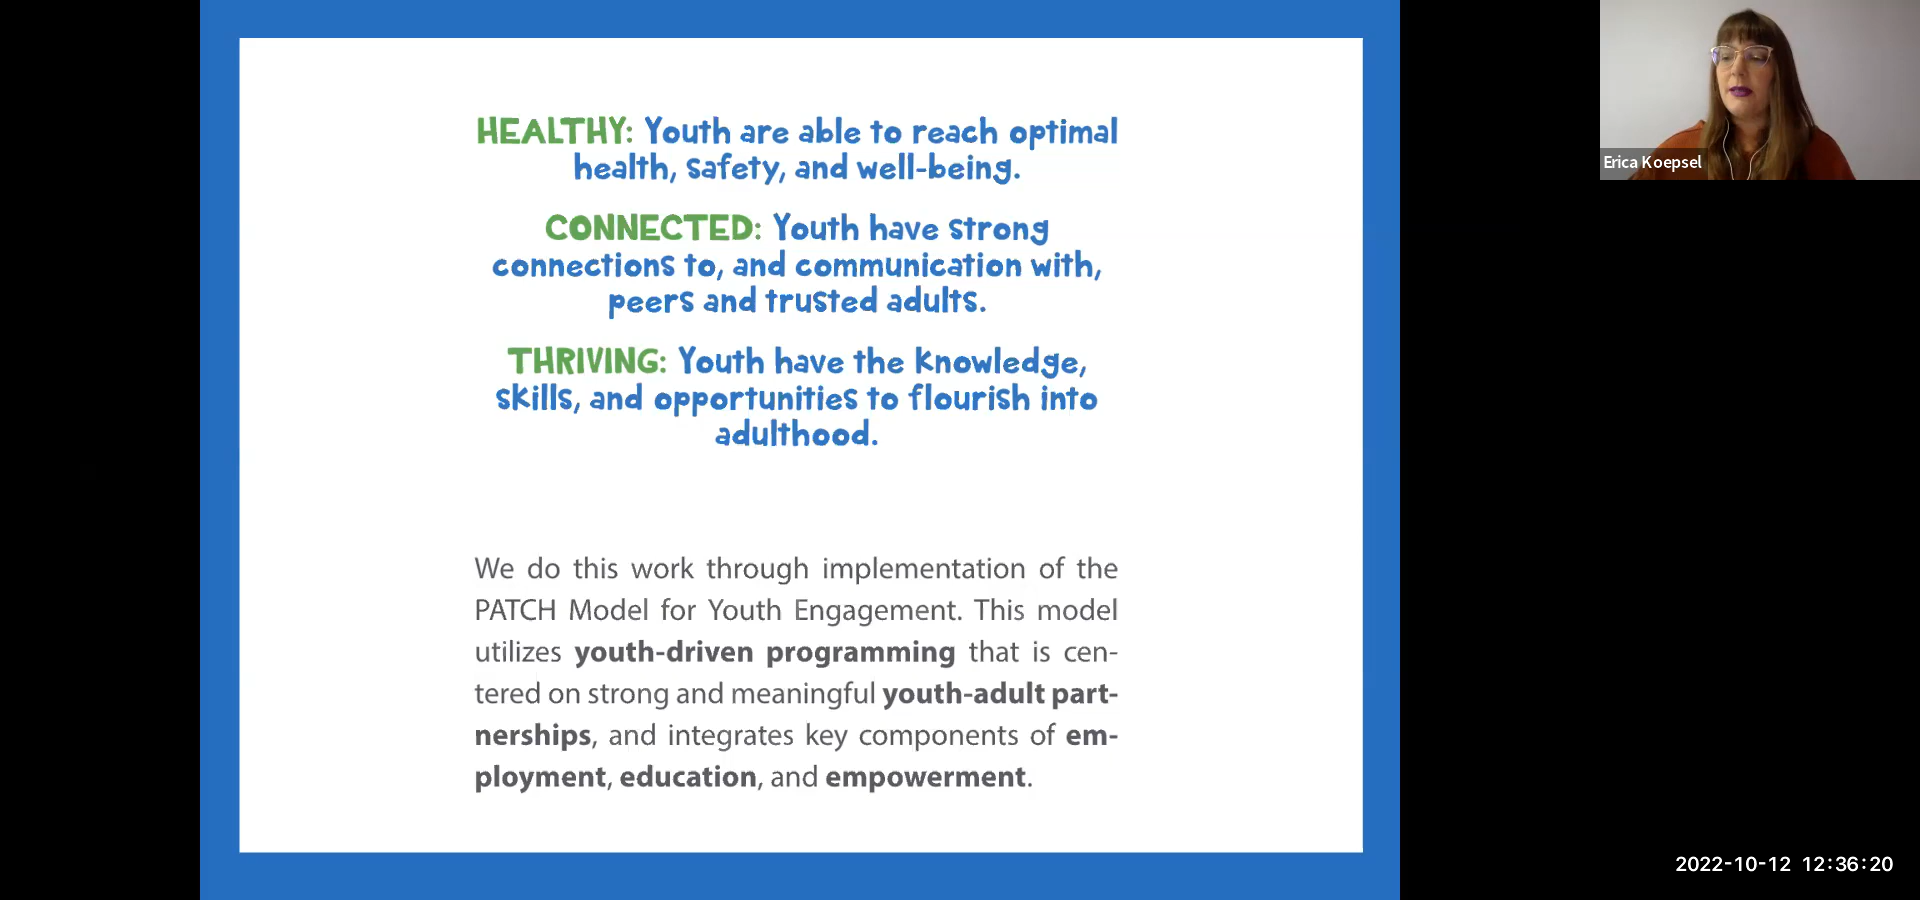 HEALTHY: Youth are able to reach optimal
health, safety, and well-being.
CONNECTED: Youth have strong
connections to, and communication with,
peers and trusted adults.
THRIVING: Youth have the knowledge,
skills, and opportunities to flourish into
adulthood.
We do this work through implementation of the
PATCH Model for Youth Engagement. This model
utilizes youth-driven programming that is cen-
tered on strong and meaningful youth-adult part-
nerships, and integrates key components of em-
ployment, education, and empowerment.
Erica Koepsel
2022-10-12 12:36:20